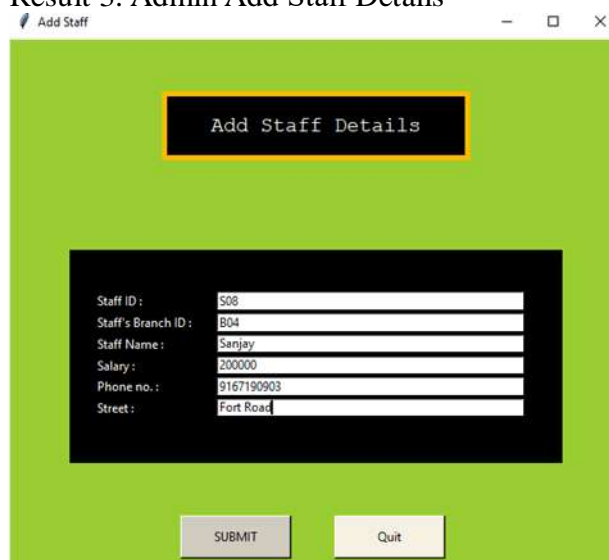 Result 3: Admin Add Staff Details
Add Staff
Add Staff Details
Staff ID : S08
Staff's Branch ID : B04
Staff Name : Sanjay
Salary : 200000
Phone no. : 9167190903
Street : Fort Road
SUBMIT Quit